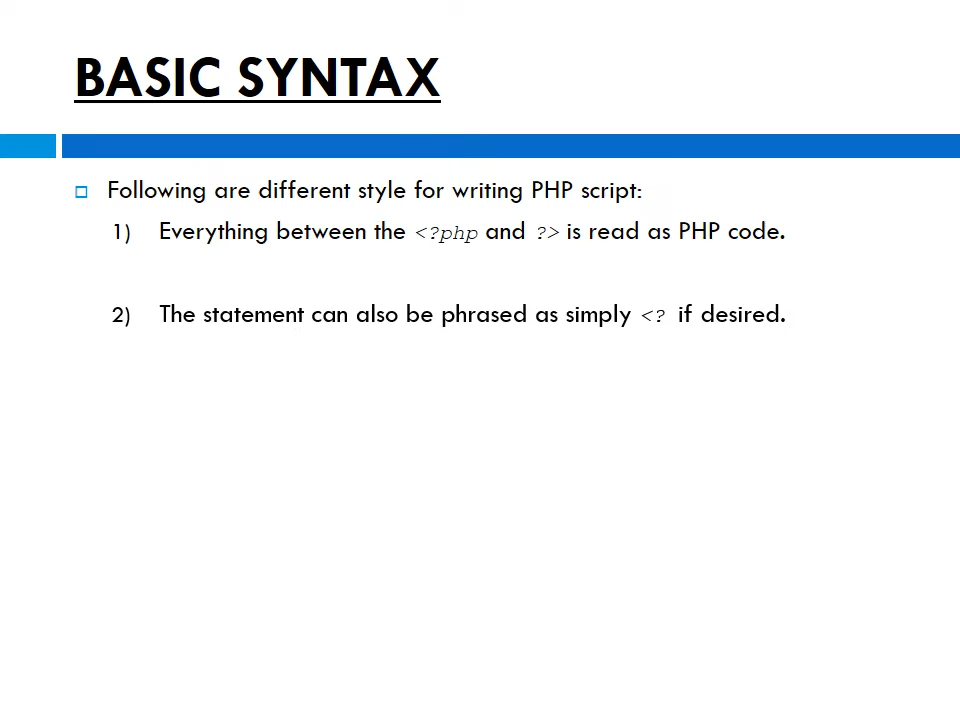 BASIC SYNTAX
Following are different style for writing PHP script:
1) Everything between the <?php and ?> is read as PHP code.
2) The statement can also be phrased as simply <? if desired.